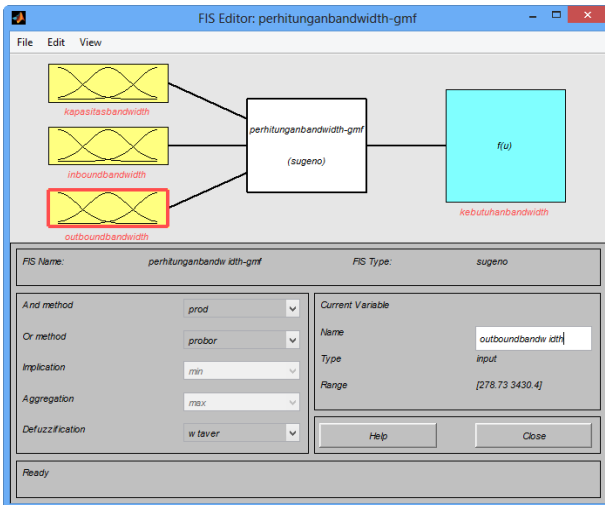 FIS Editor: perhitunganbandwidth-gmf
File Edit View
kapasitasbandwidth
inboundbandwidth
outboundbandwidth
perhitunganbandwidth-gmf
(sugeno)
f(u)
kebutuhanbandwidth
FIS Name: perhitunganbandw idth-gmf FIS Type: sugeno
And method prod
Or method probor
Implication min
Aggregation max
Defuzzification w taver
Current Variable
Name outboundbandw idth
Type input
Range [278.73 3430.4]
Help Close
Ready